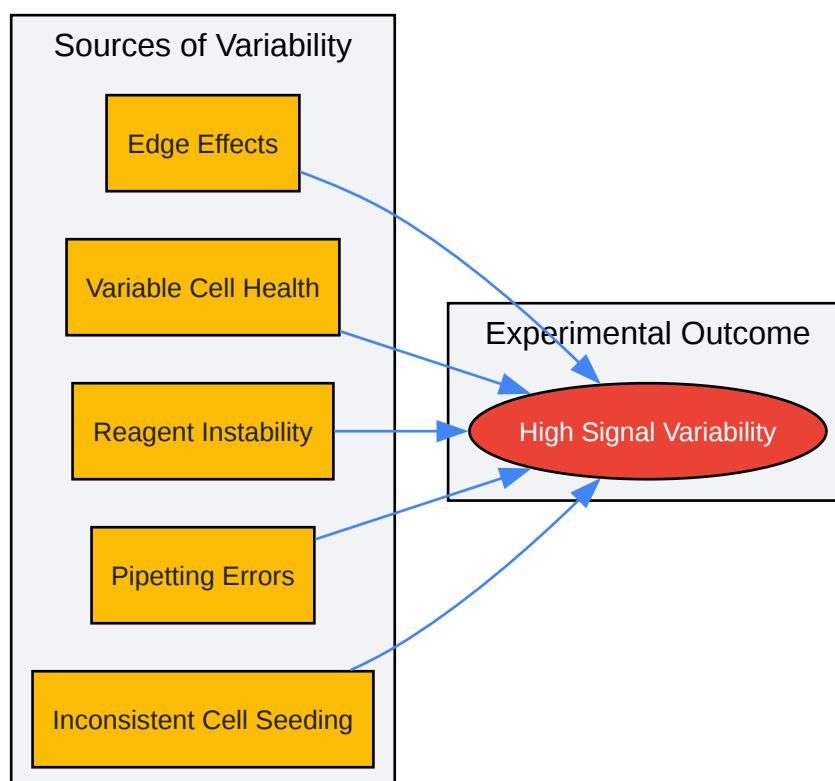 Sources of Variability
Edge Effects
Variable Cell Health
Reagent Instability
Pipetting Errors
Inconsistent Cell Seeding
Experimental Outcome
High Signal Variability